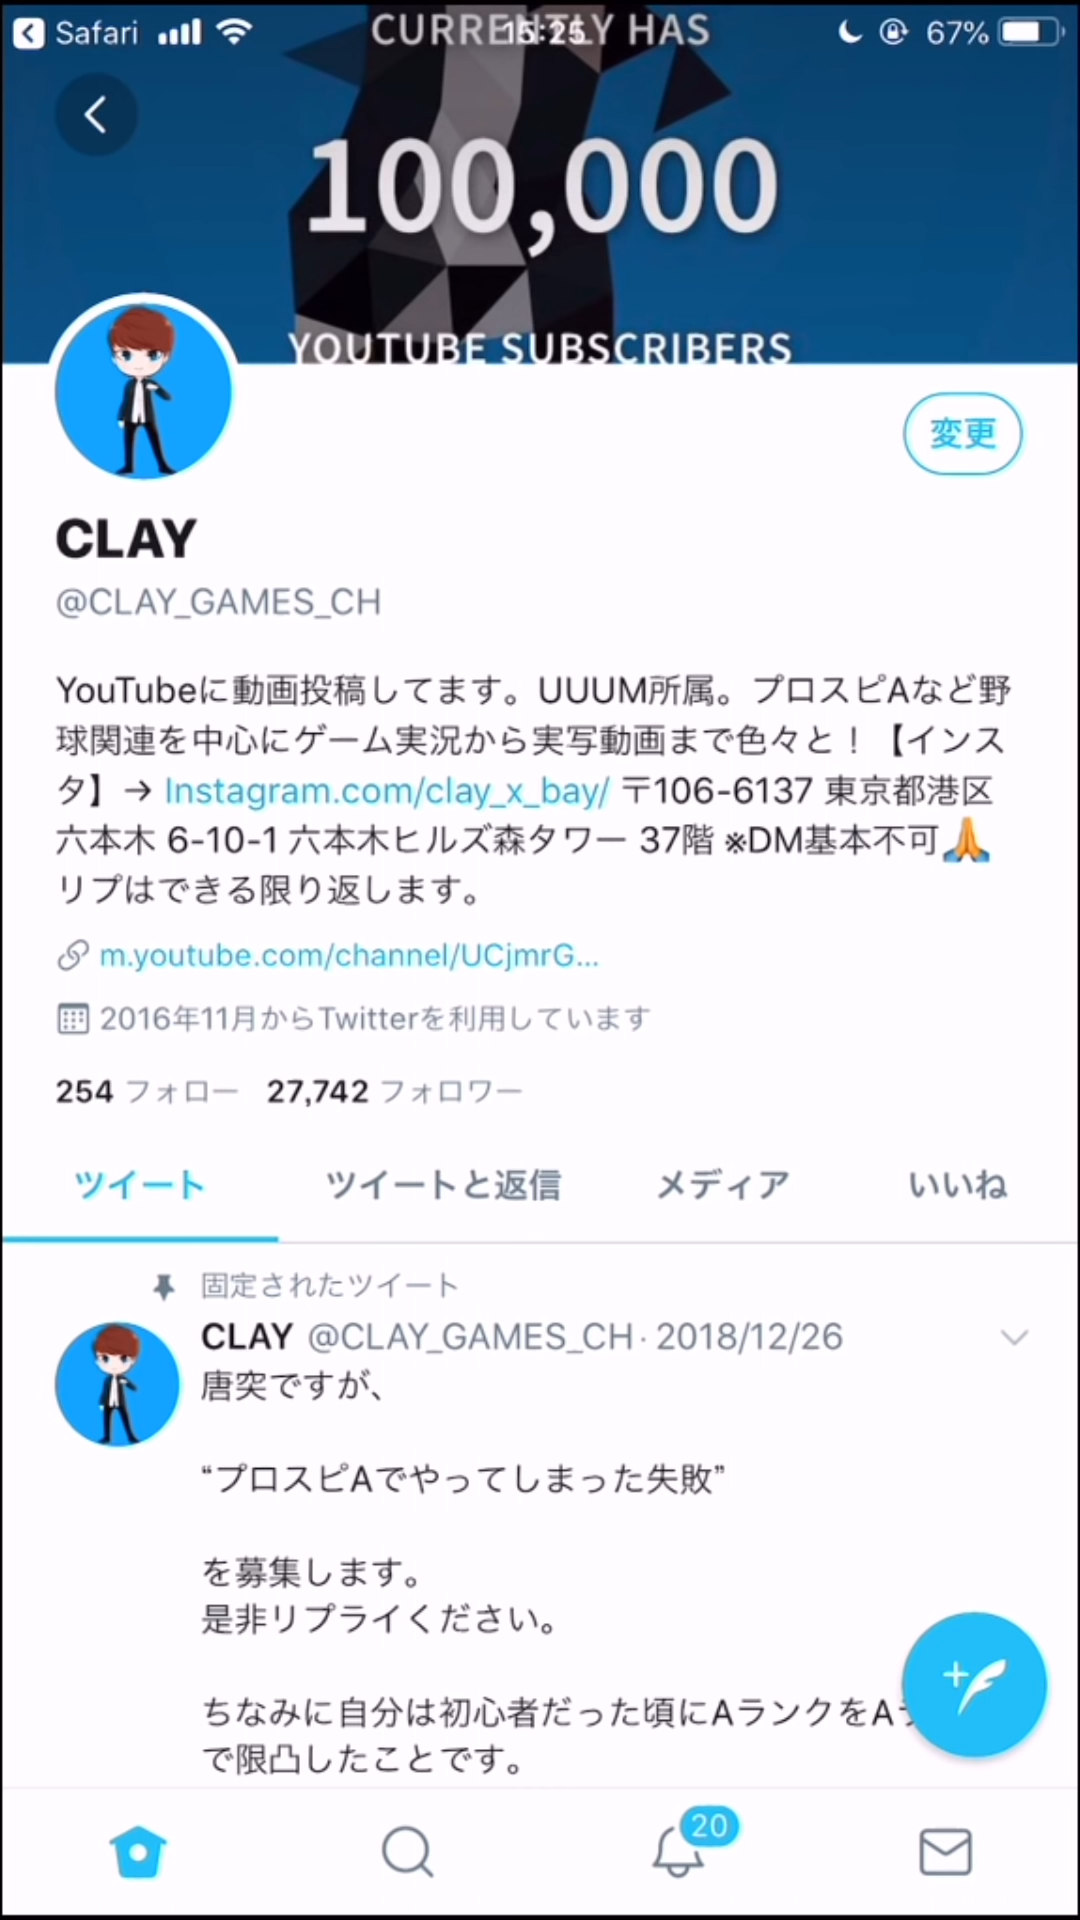 Safari 15:25 67%
CURRENTLY HAS
100,000
YOUTUBE SUBSCRIBERS
変更
CLAY
@CLAY_GAMES_CH
YouTubeに動画投稿してます。UUUM所属。プロスピAなど野
球関連を中心にゲーム実況から実写動画まで色々と！【インス
タ】→ Instagram.com/clay_x_bay/ 〒106-6137 東京都港区
六本木 6-10-1 六本木ヒルズ森タワー 37階 ※DM基本不可🙏
リプはできる限り返します。
m.youtube.com/channel/UCjmrG...
2016年11月からTwitterを利用しています
254 フォロー 27,742 フォロワー
ツイート ツイートと返信 メディア いいね
固定されたツイート
CLAY @CLAY_GAMES_CH · 2018/12/26
唐突ですが、
“プロスピAでやってしまった失敗”
を募集します。
是非リプライください。
ちなみに自分は初心者だった頃にAランクをA
で限凸したことです。
20